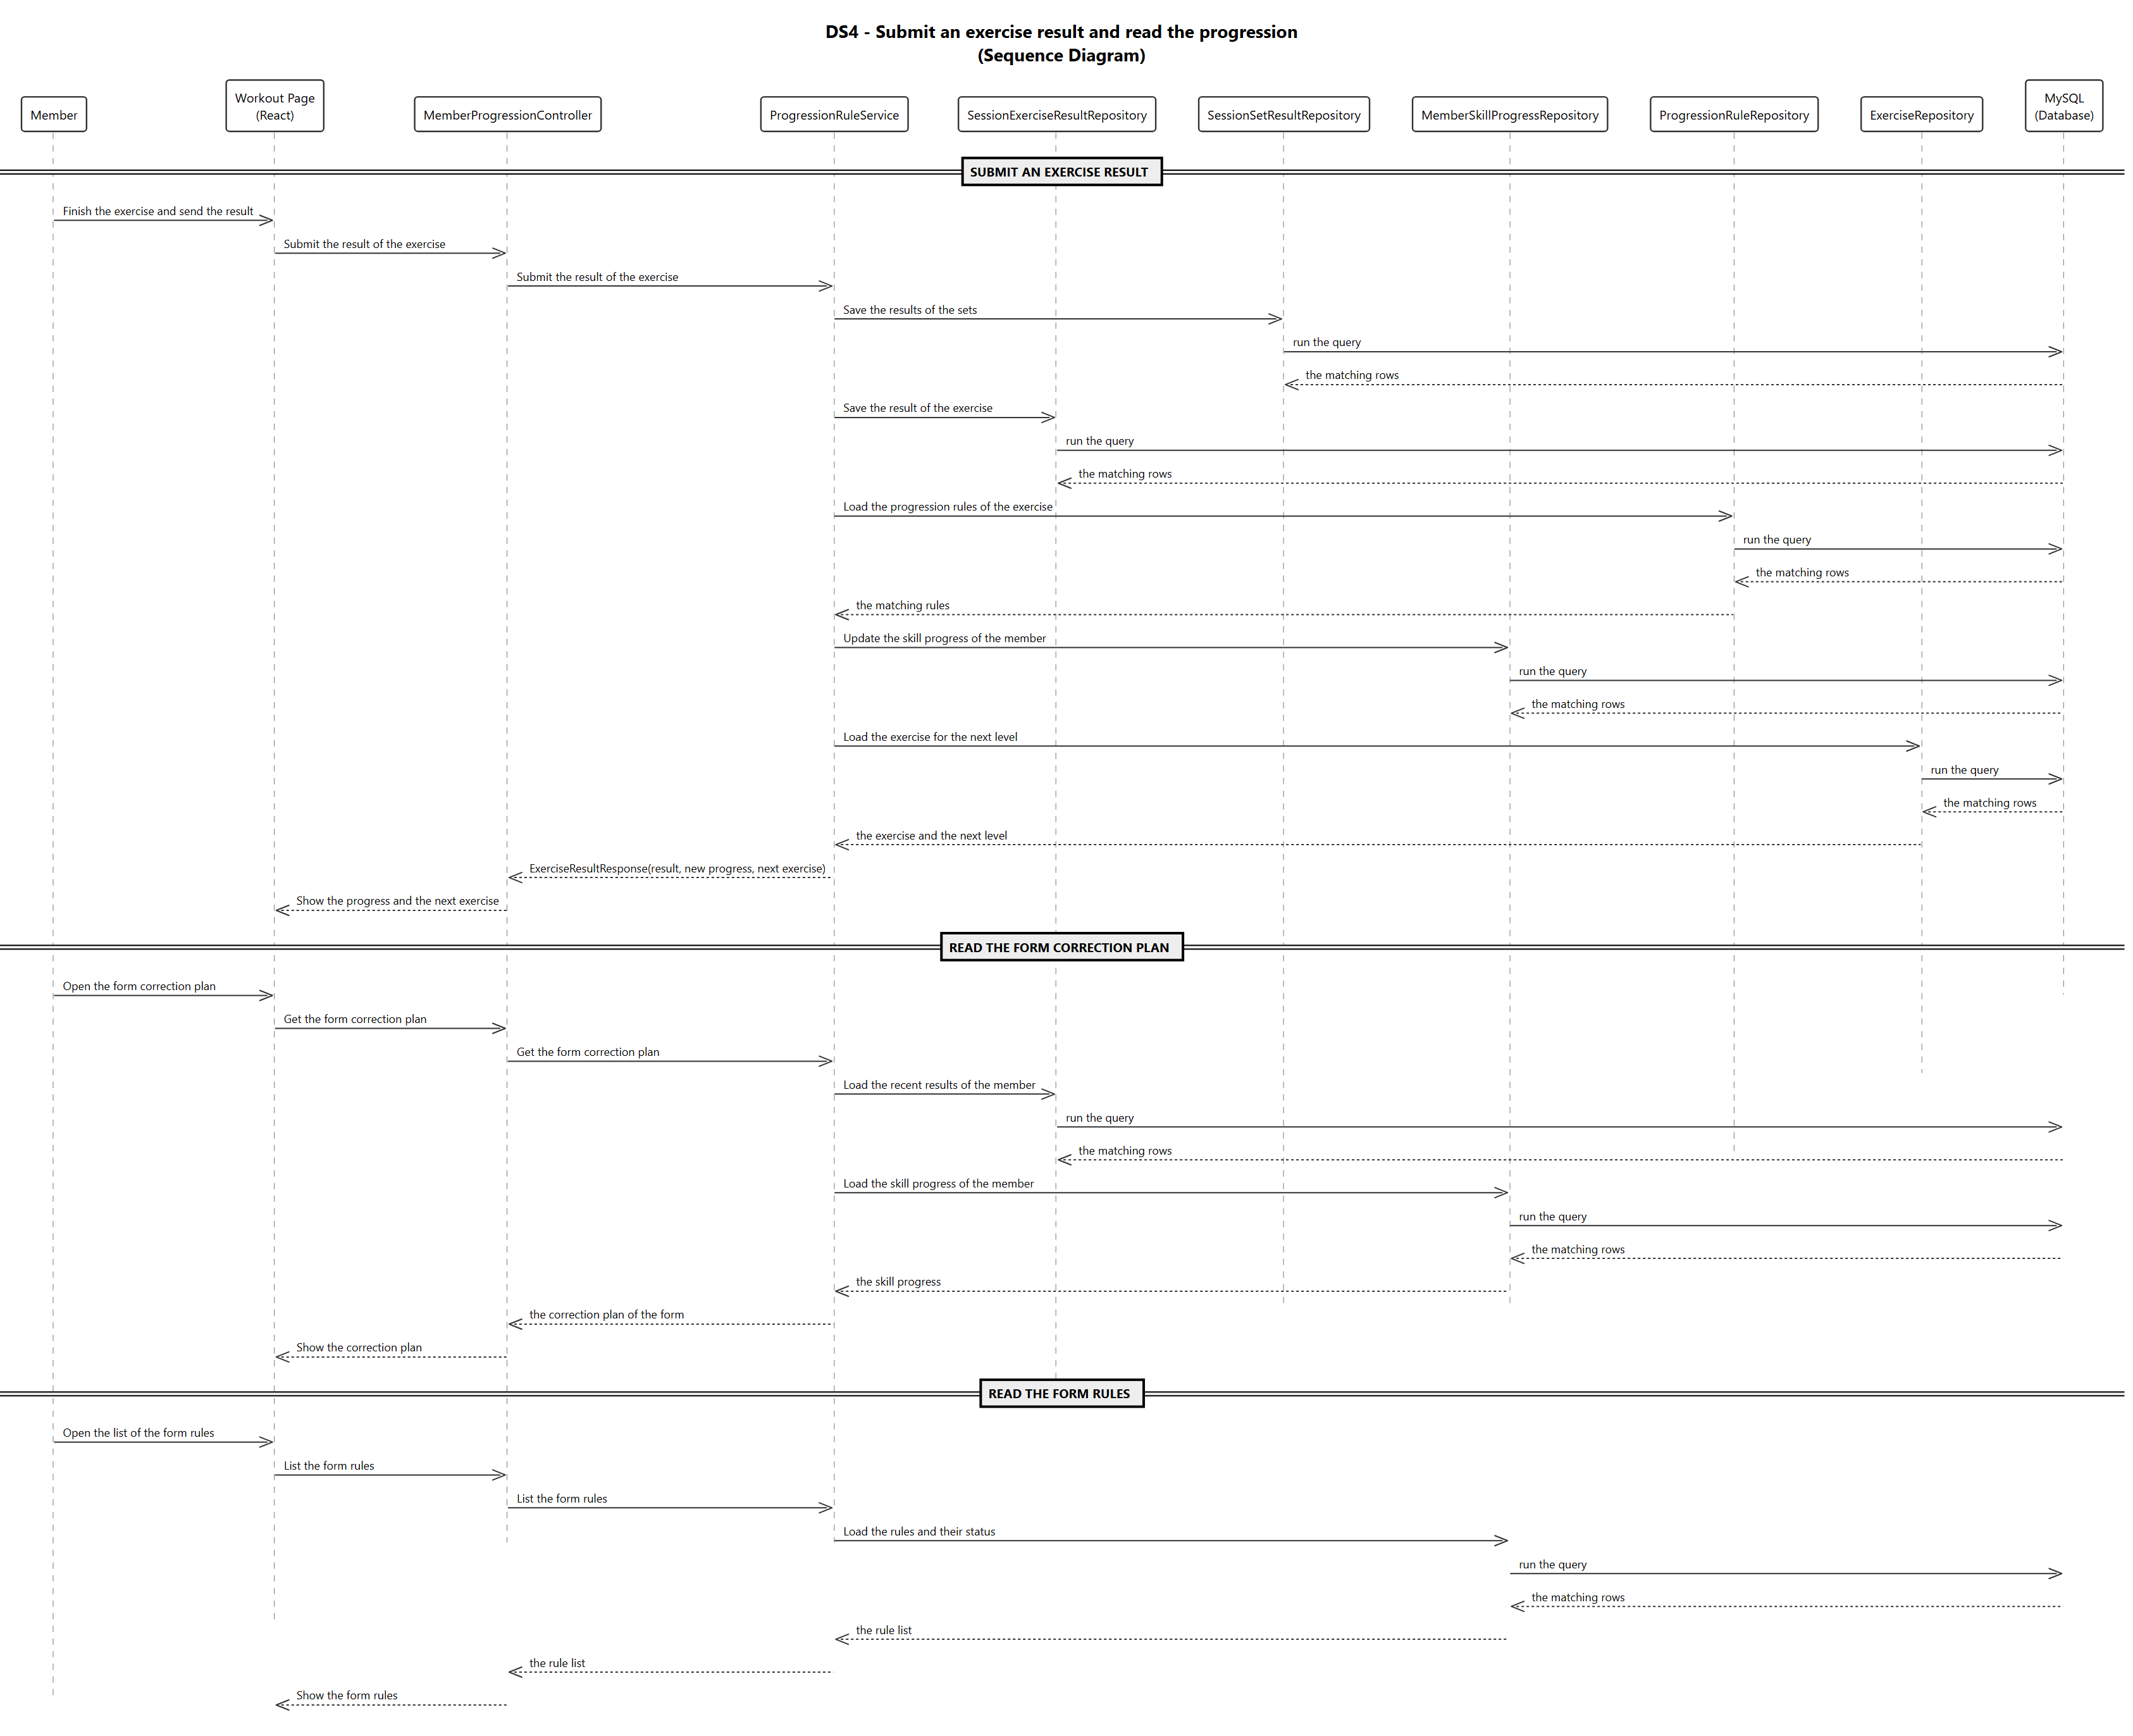 DS4 - Submit an exercise result and read the progression
(Sequence Diagram)
Member
Workout Page
(React)
MemberProgressionController
ProgressionRuleService
SessionExerciseResultRepository
SessionSetResultRepository
MemberSkillProgressRepository
ProgressionRuleRepository
ExerciseRepository
MySQL
(Database)
SUBMIT AN EXERCISE RESULT
Finish the exercise and send the result
Submit the result of the exercise
Submit the result of the exercise
Save the results of the sets
run the query
the matching rows
Save the result of the exercise
run the query
the matching rows
Load the progression rules of the exercise
run the query
the matching rows
the matching rules
Update the skill progress of the member
run the query
the matching rows
Load the exercise for the next level
run the query
the matching rows
the exercise and the next level
ExerciseResultResponse(result, new progress, next exercise)
Show the progress and the next exercise
READ THE FORM CORRECTION PLAN
Open the form correction plan
Get the form correction plan
Get the form correction plan
Load the recent results of the member
run the query
the matching rows
Load the skill progress of the member
run the query
the matching rows
the skill progress
the correction plan of the form
Show the correction plan
READ THE FORM RULES
Open the list of the form rules
List the form rules
List the form rules
Load the rules and their status
run the query
the matching rows
the rule list
the rule list
Show the form rules